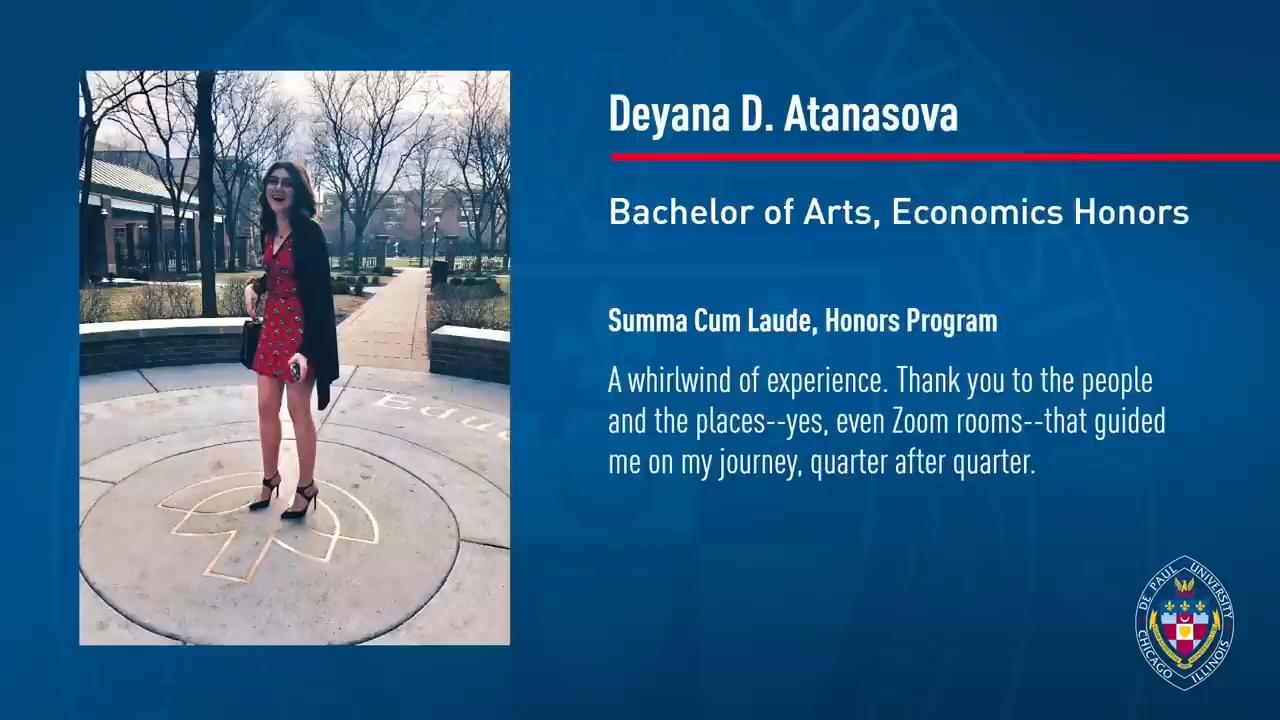 Deyana D. Atanasova
Bachelor of Arts, Economics Honors
Summa Cum Laude, Honors Program
A whirlwind of experience. Thank you to the people
and the places--yes, even Zoom rooms--that guided
me on my journey, quarter after quarter.
DE PAUL UNIVERSITY
CHICAGO ILLINOIS